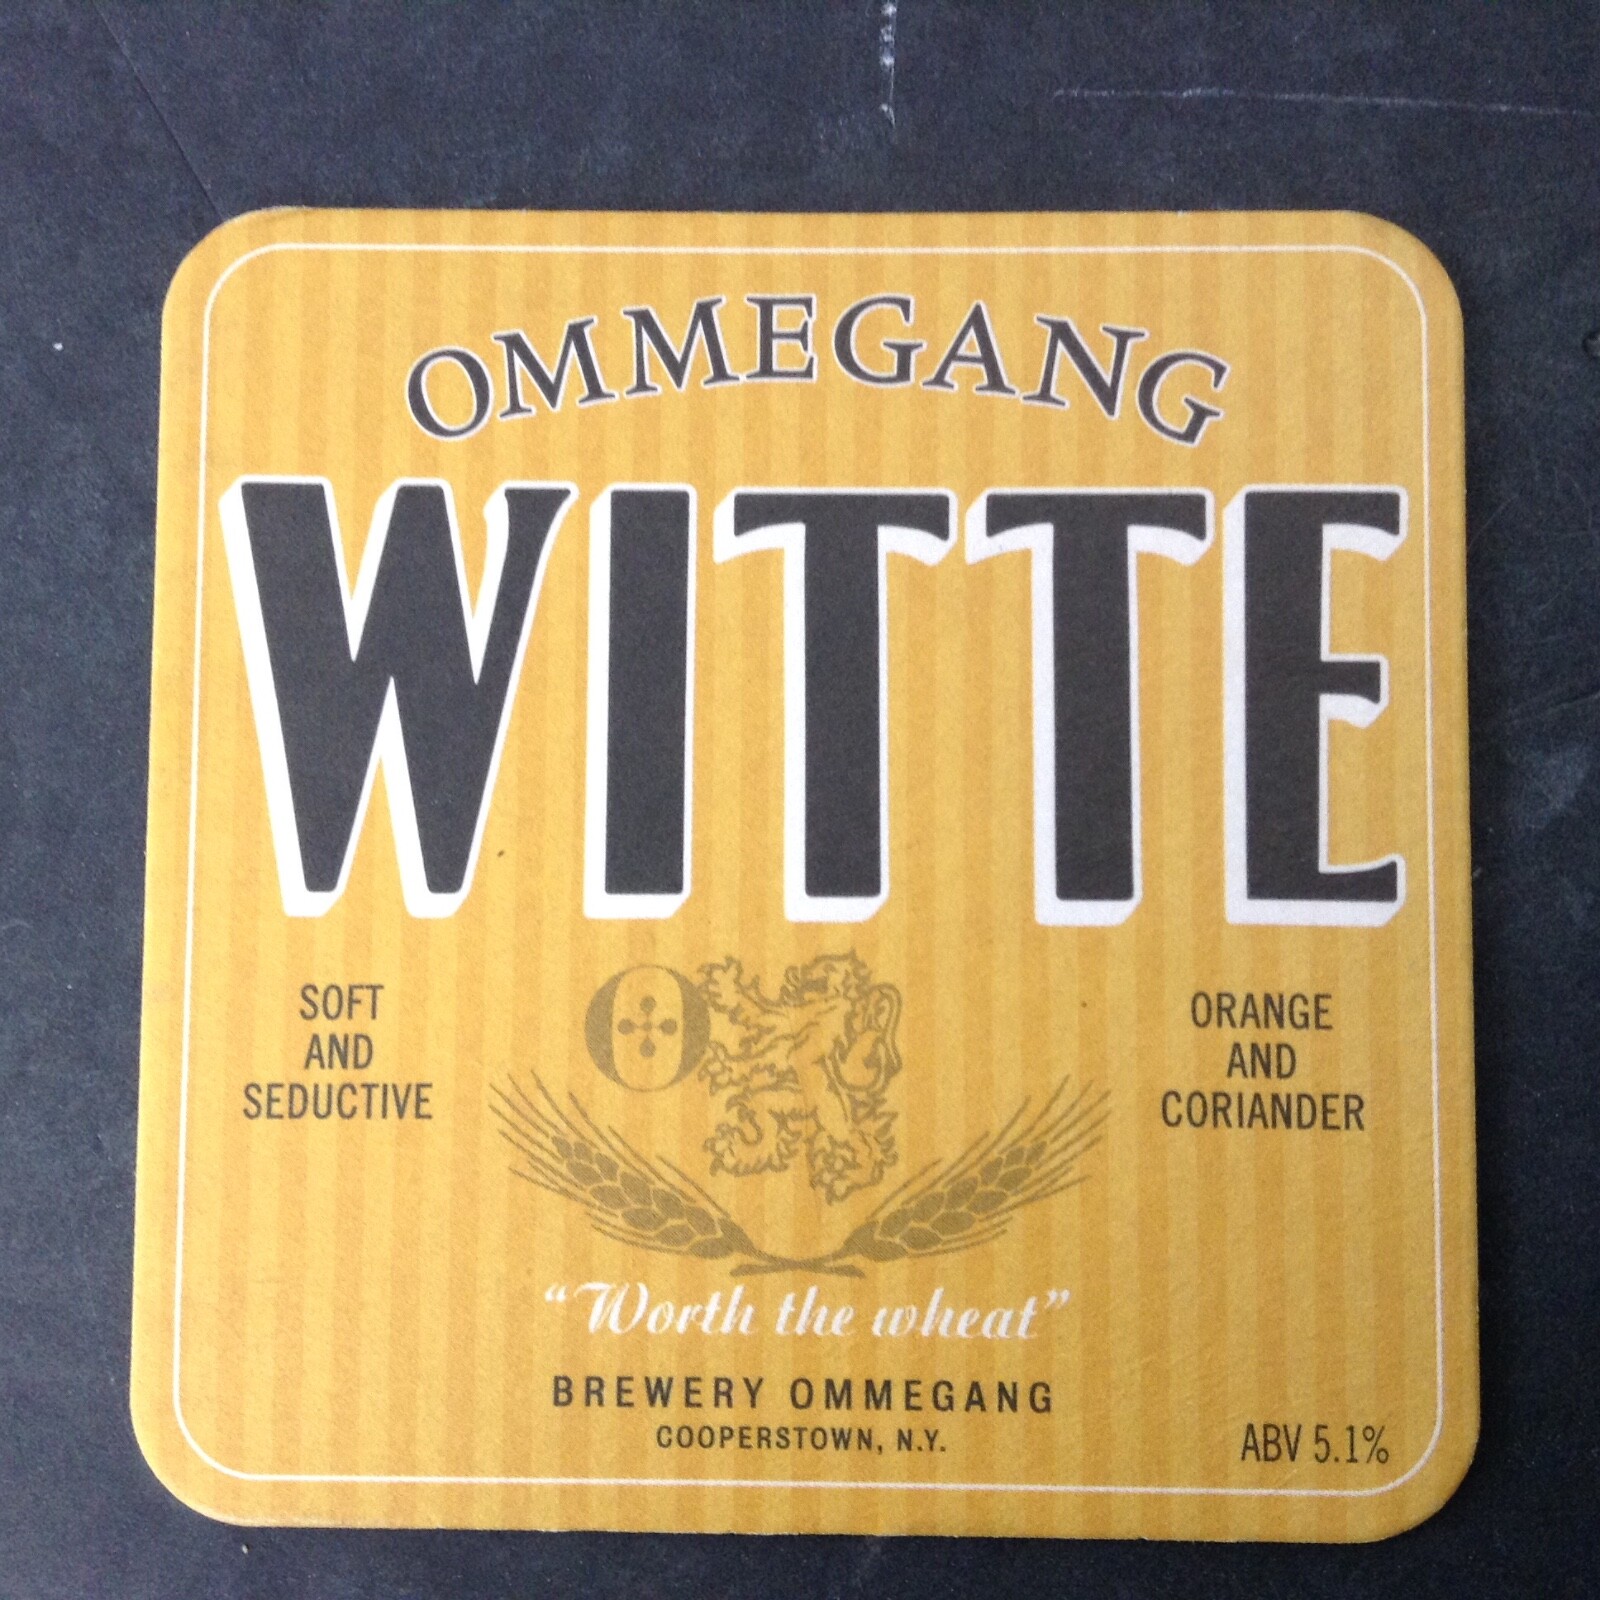 OMMEGANG
WITTE
SOFT
AND
SEDUCTIVE
O
ORANGE
AND
CORIANDER
"Worth the wheat"
BREWERY OMMEGANG
COOPERSTOWN, N.Y.
ABV 5.1%